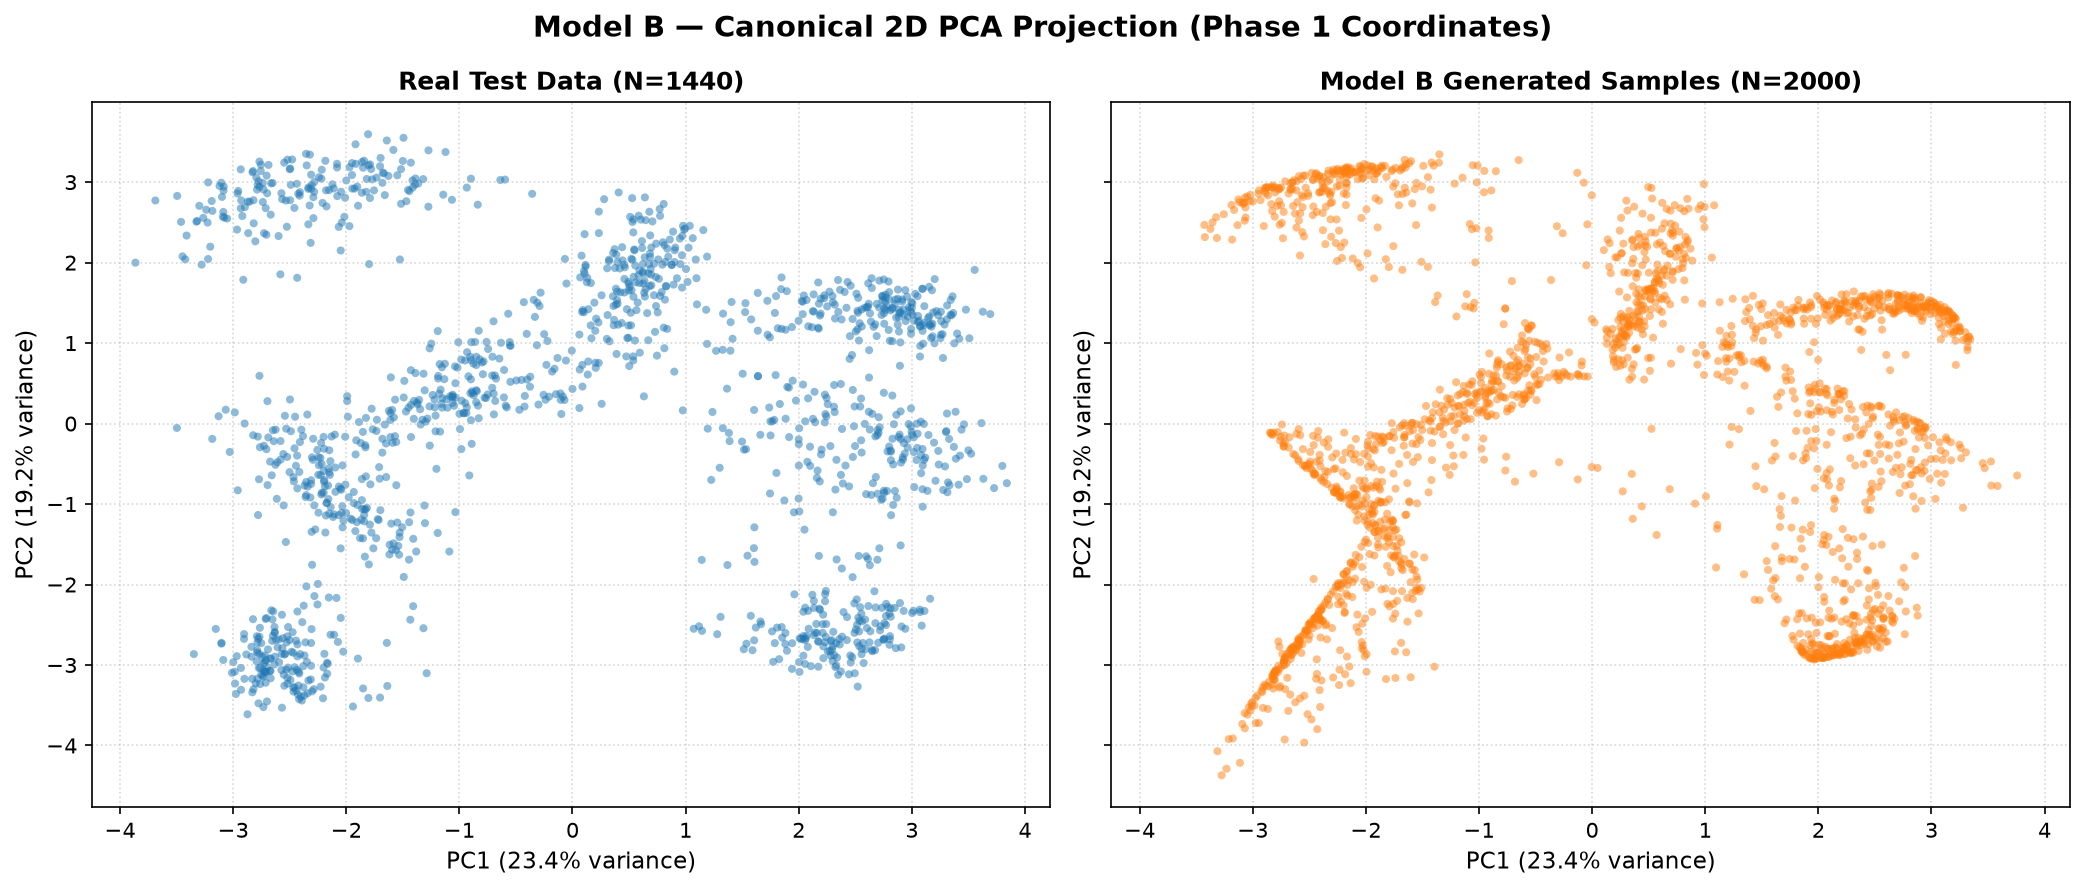 Model B — Canonical 2D PCA Projection (Phase 1 Coordinates)
Real Test Data (N=1440)
PC2 (19.2% variance)
3
2
1
0
−1
−2
−3
−4
−4 −3 −2 −1 0 1 2 3 4
PC1 (23.4% variance)
Model B Generated Samples (N=2000)
PC2 (19.2% variance)
−4 −3 −2 −1 0 1 2 3 4
PC1 (23.4% variance)